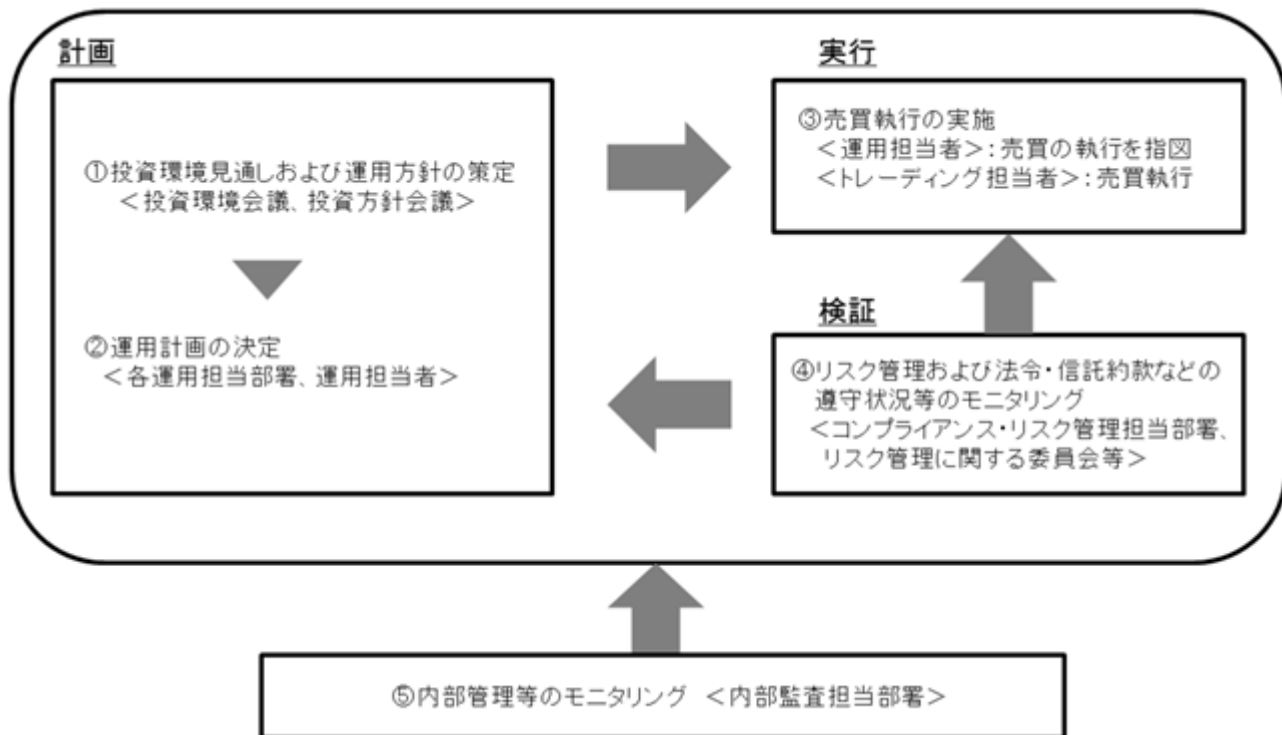 計画
①投資環境見通しおよび運用方針の策定
＜投資環境会議、投資方針会議＞
②運用計画の決定
＜各運用担当部署、運用担当者＞
実行
③売買執行の実施
＜運用担当者＞：売買の執行を指図
＜トレーディング担当者＞：売買執行
検証
④リスク管理および法令・信託約款などの
遵守状況等のモニタリング
＜コンプライアンス・リスク管理担当部署、
リスク管理に関する委員会等＞
⑤内部管理等のモニタリング ＜内部監査担当部署＞